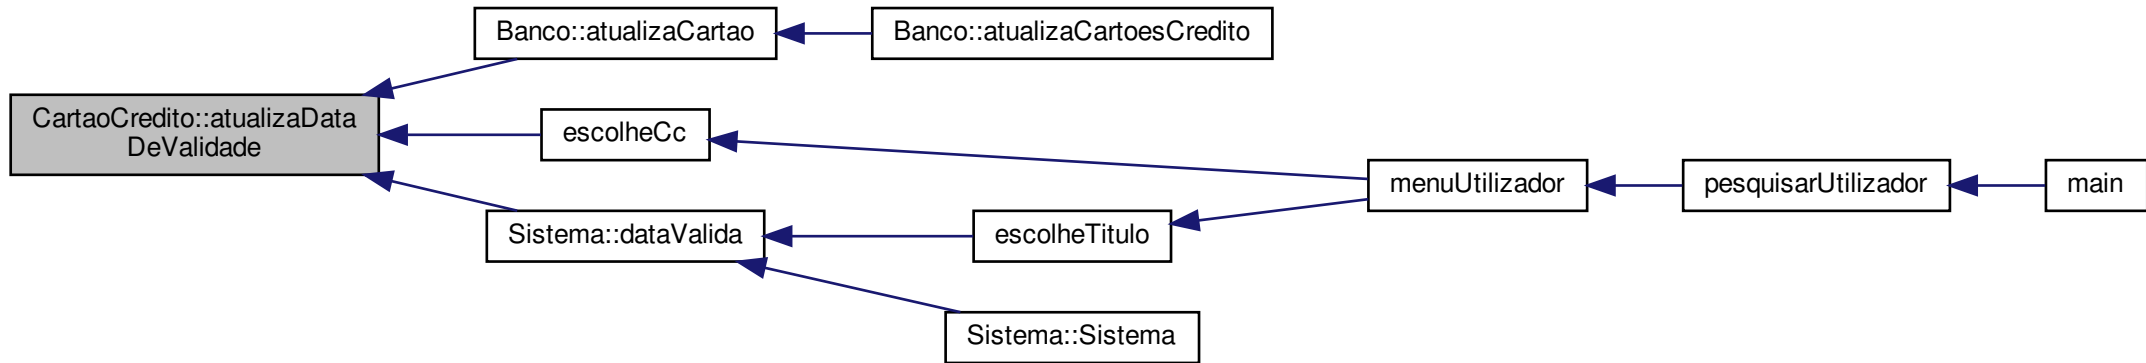 Banco::atualizaCartao
Banco::atualizaCartoesCredito
CartaoCredito::atualizaData
DeValidade
escolheCc
menuUtilizador
pesquisarUtilizador
main
Sistema::dataValida
escolheTitulo
Sistema::Sistema